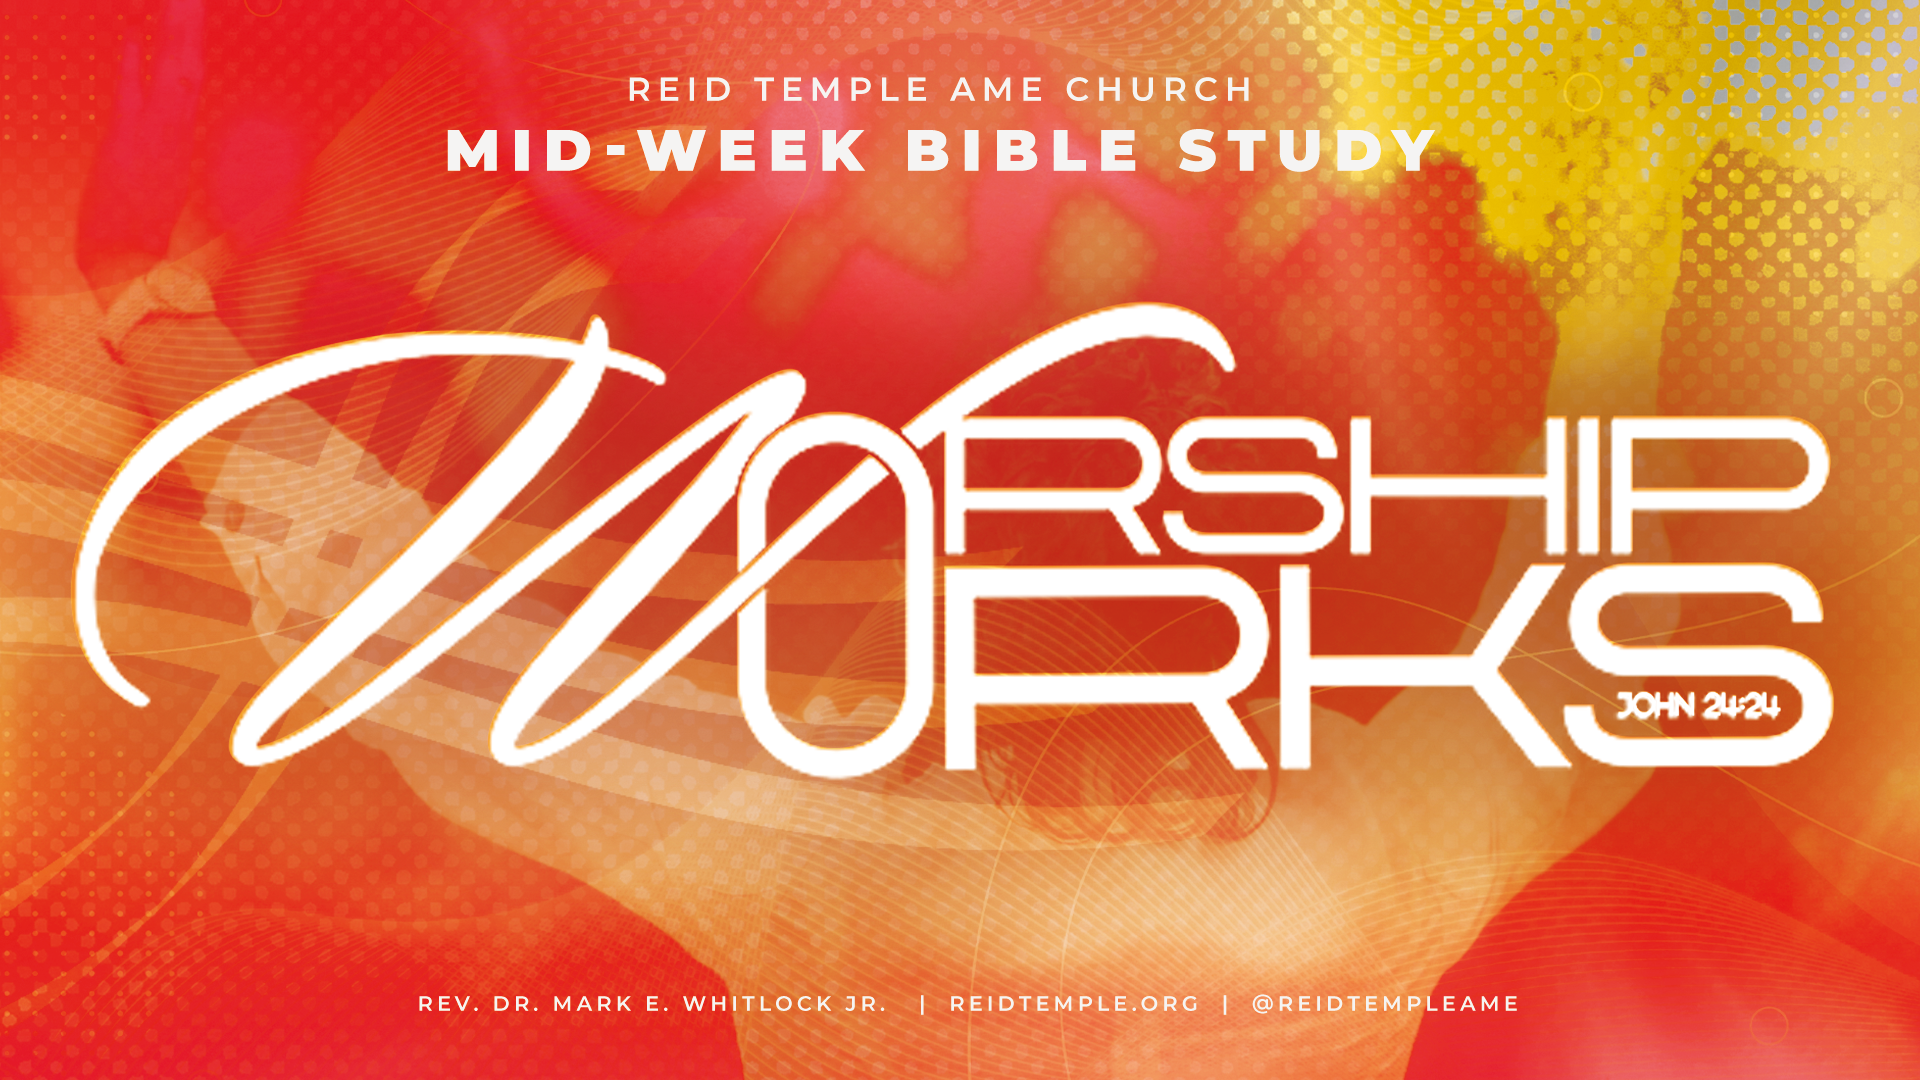 REID TEMPLE AME CHURCH
MID-WEEK BIBLE STUDY
WORSHIP
WORKS
JOHN 24:24
REV. DR. MARK E. WHITLOCK JR. | REIDTEMPLE.ORG | @REIDTEMPLEAME